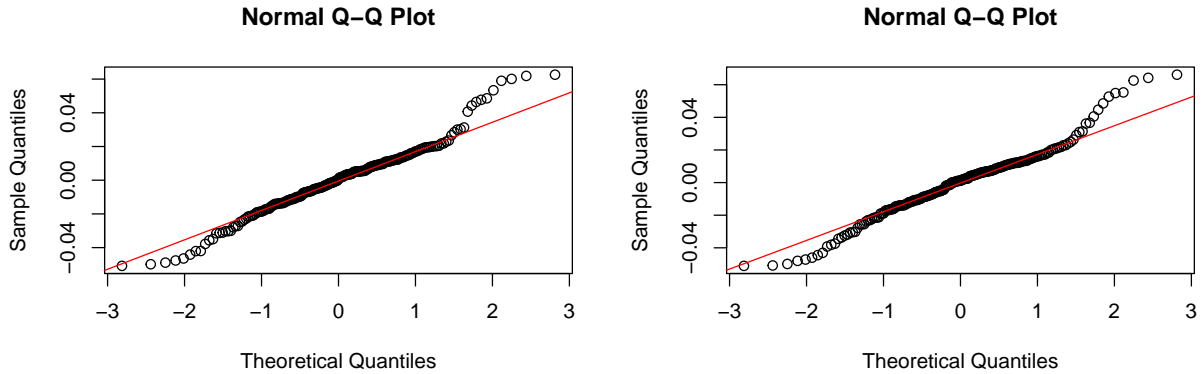 Normal Q−Q Plot
Sample Quantiles
0.04
0.00
−0.04
−3 −2 −1 0 1 2 3
Theoretical Quantiles
Normal Q−Q Plot
Sample Quantiles
0.04
0.00
−0.04
−3 −2 −1 0 1 2 3
Theoretical Quantiles